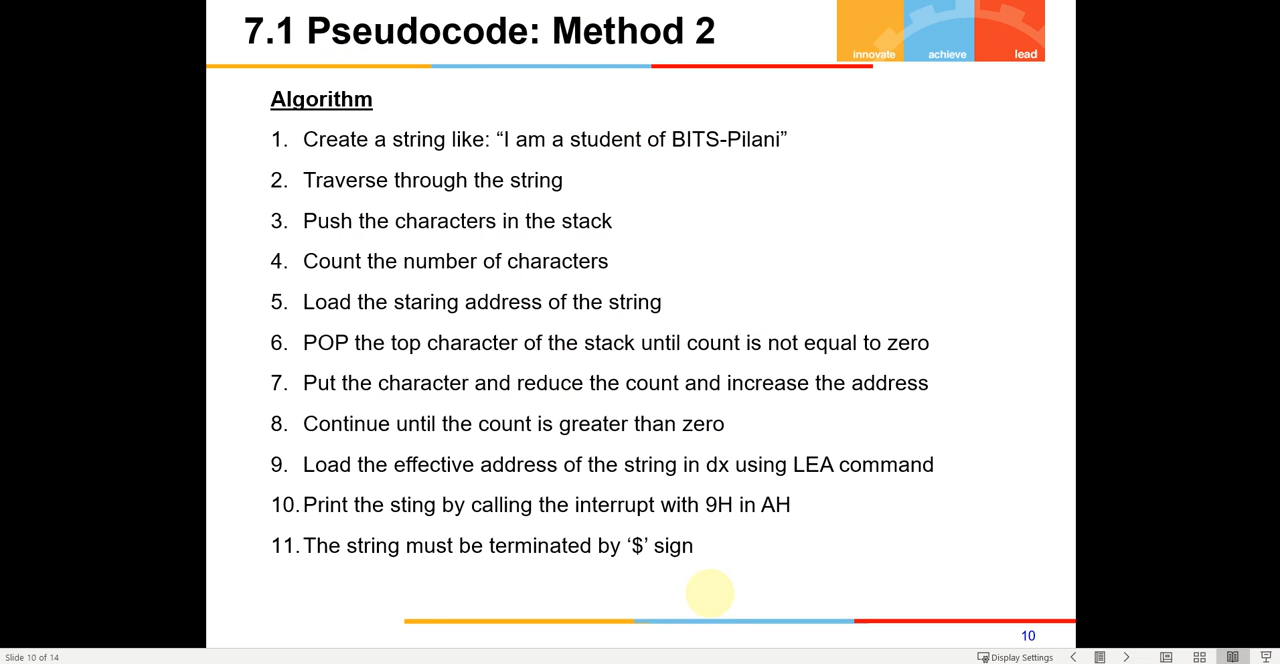 7.1 Pseudocode: Method 2
innovate achieve lead
Algorithm
1. Create a string like: “I am a student of BITS-Pilani”
2. Traverse through the string
3. Push the characters in the stack
4. Count the number of characters
5. Load the staring address of the string
6. POP the top character of the stack until count is not equal to zero
7. Put the character and reduce the count and increase the address
8. Continue until the count is greater than zero
9. Load the effective address of the string in dx using LEA command
10. Print the sting by calling the interrupt with 9H in AH
11. The string must be terminated by ‘$’ sign
10
Slide 10 of 14
Display Settings